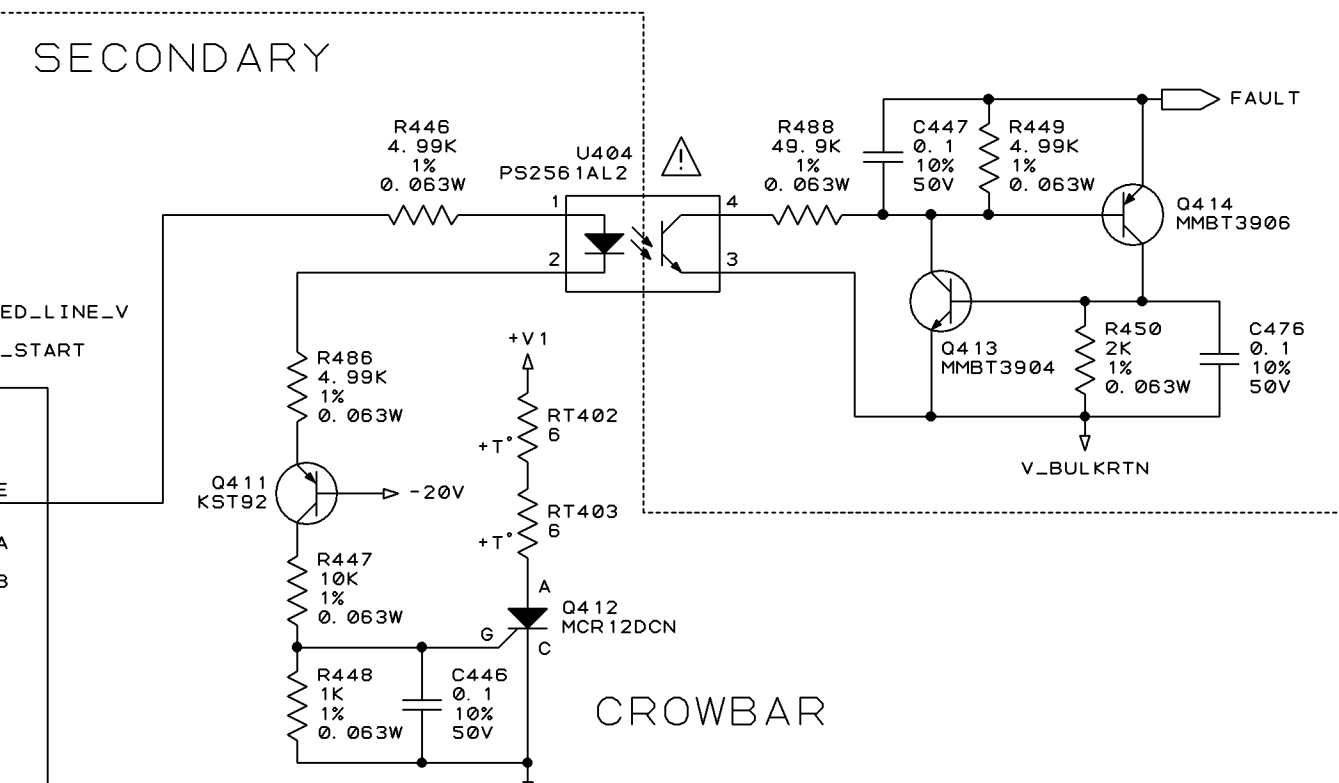 SECONDARY
FAULT
R446
4.99K
1%
0.063W
U404
PS2561AL2
1
2
4
3
R488
49.9K
1%
0.063W
C447
0.1
10%
50V
R449
4.99K
1%
0.063W
Q414
MMBT3906
ED_LINE_V
_START
Q413
MMBT3904
R450
2K
1%
0.063W
C476
0.1
10%
50V
V_BULKRTN
R486
4.99K
1%
0.063W
+V1
RT402
6
+T°
Q411
KST92
-20V
RT403
6
+T°
E
A
B
R447
10K
1%
0.063W
A
Q412
MCR12DCN
G
C
R448
1K
1%
0.063W
C446
0.1
10%
50V
CROWBAR